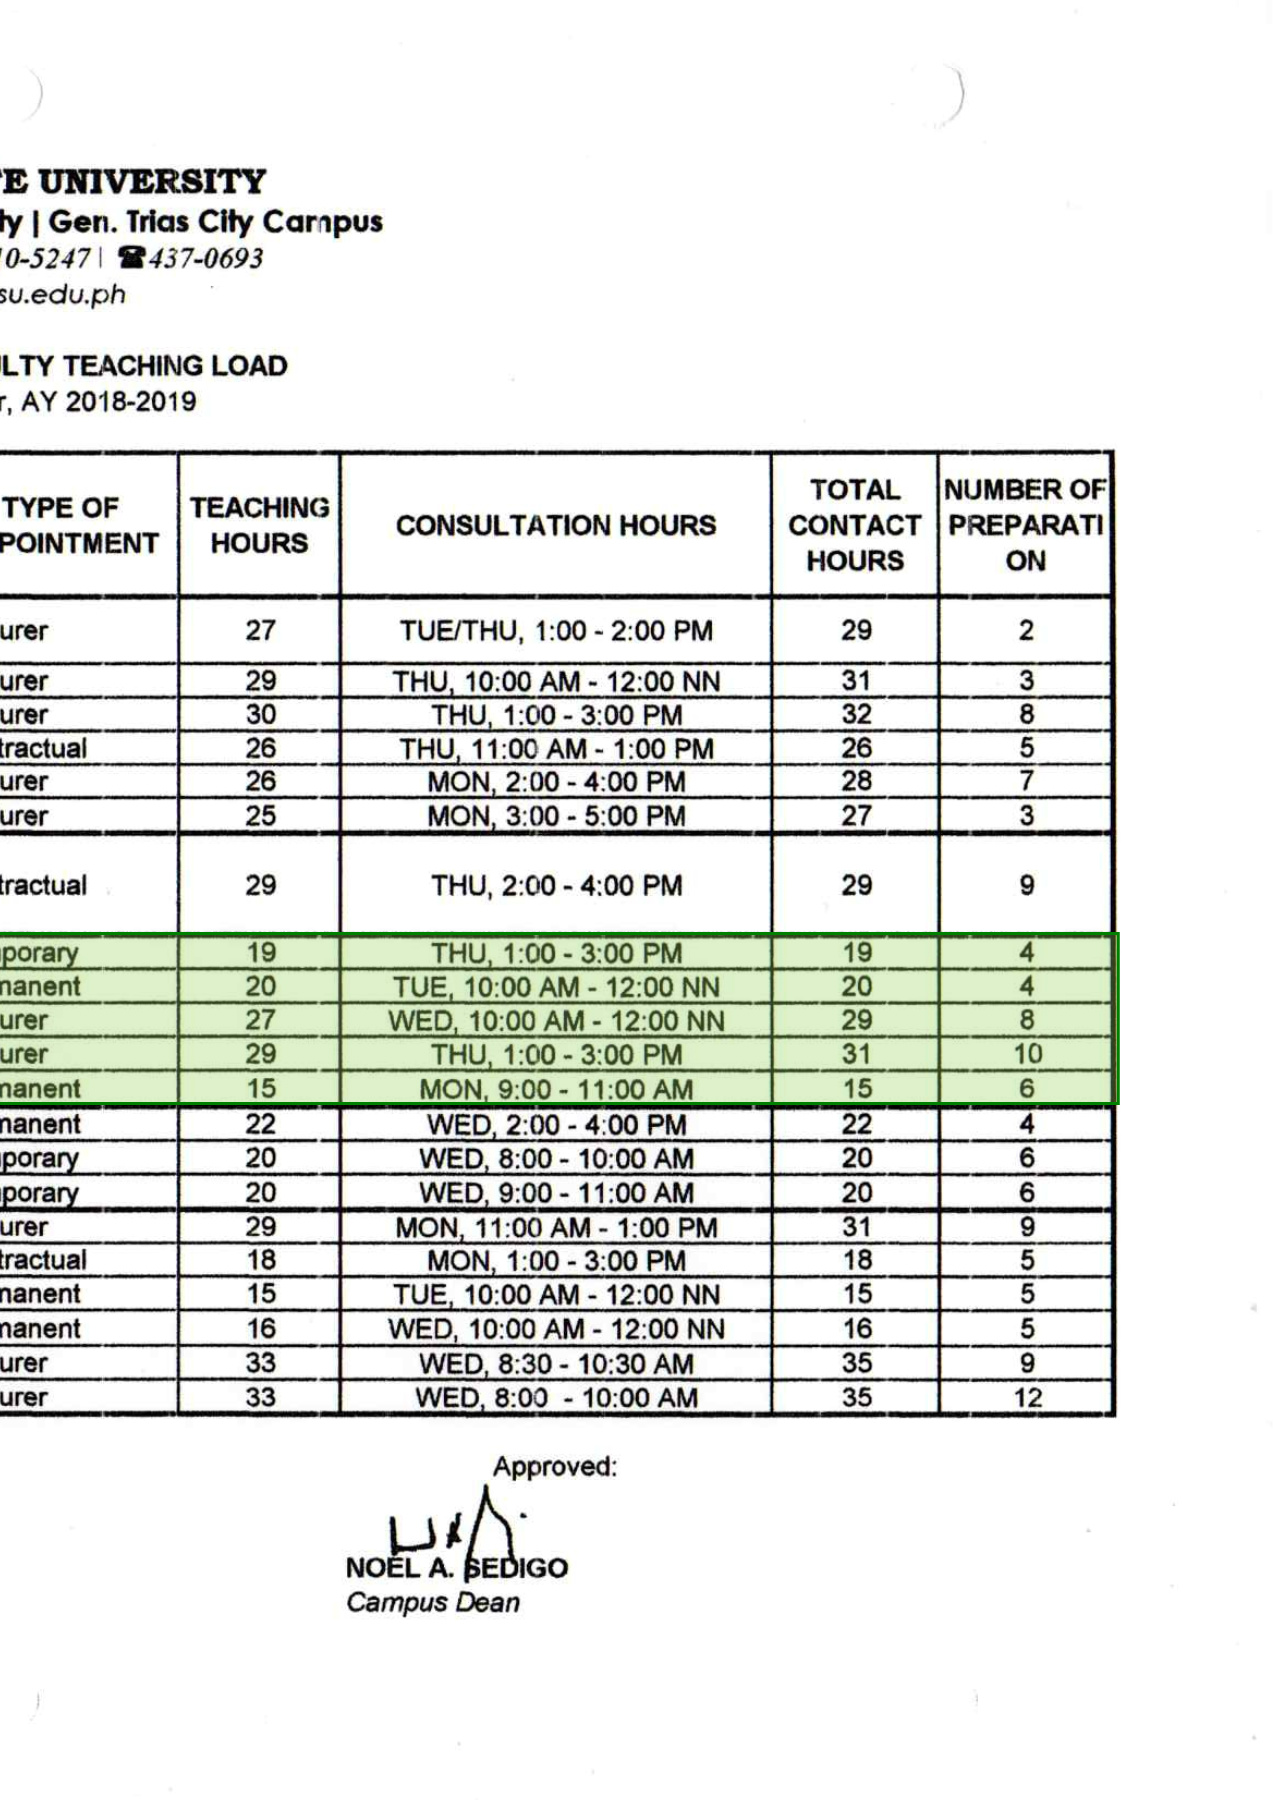 E UNIVERSITY
ty | Gen. Trias City Campus
0-5247 | ☎437-0693
su.edu.ph
LTY TEACHING LOAD
r, AY 2018-2019
TYPE OF POINTMENT TEACHING HOURS CONSULTATION HOURS TOTAL CONTACT HOURS NUMBER OF PREPARATI ON
urer 27 TUE/THU, 1:00 - 2:00 PM 29 2
urer 29 THU, 10:00 AM - 12:00 NN 31 3
urer 30 THU, 1:00 - 3:00 PM 32 8
tractual 26 THU, 11:00 AM - 1:00 PM 26 5
urer 26 MON, 2:00 - 4:00 PM 28 7
urer 25 MON, 3:00 - 5:00 PM 27 3
tractual 29 THU, 2:00 - 4:00 PM 29 9
porary 19 THU, 1:00 - 3:00 PM 19 4
nanent 20 TUE, 10:00 AM - 12:00 NN 20 4
urer 27 WED, 10:00 AM - 12:00 NN 29 8
urer 29 THU, 1:00 - 3:00 PM 31 10
nanent 15 MON, 9:00 - 11:00 AM 15 6
nanent 22 WED, 2:00 - 4:00 PM 22 4
porary 20 WED, 8:00 - 10:00 AM 20 6
porary 20 WED, 9:00 - 11:00 AM 20 6
urer 29 MON, 11:00 AM - 1:00 PM 31 9
tractual 18 MON, 1:00 - 3:00 PM 18 5
nanent 15 TUE, 10:00 AM - 12:00 NN 15 5
nanent 16 WED, 10:00 AM - 12:00 NN 16 5
urer 33 WED, 8:30 - 10:30 AM 35 9
urer 33 WED, 8:00 - 10:00 AM 35 12
Approved:
NOEL A. SEDIGO
Campus Dean